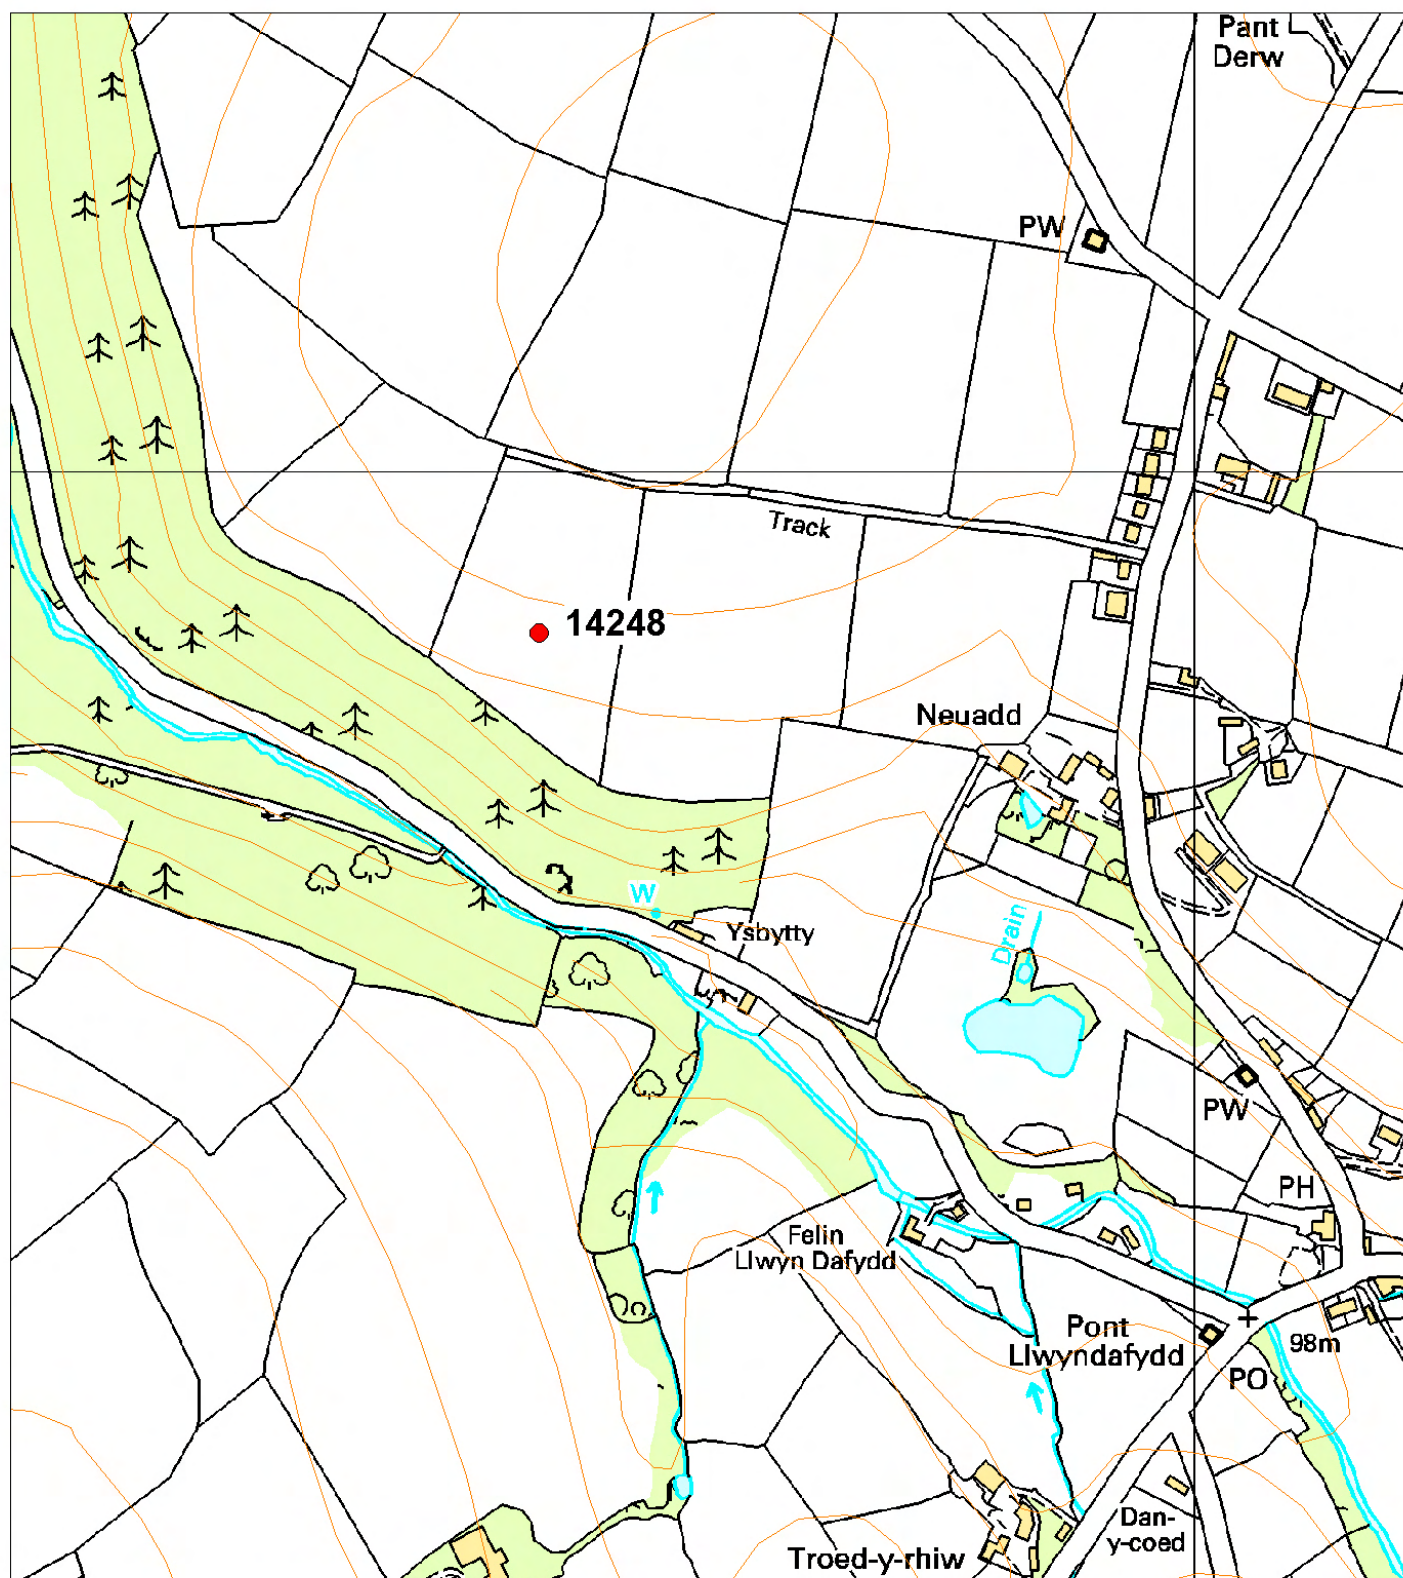 Pant
Derw
PW
Track
14248
Neuadd
W
Ysbytty
Drain
PW
PH
Felin
Llwyn Dafydd
Pont
Llwyndafydd
98m
PO
Dan-
y-coed
Troed-y-rhiw